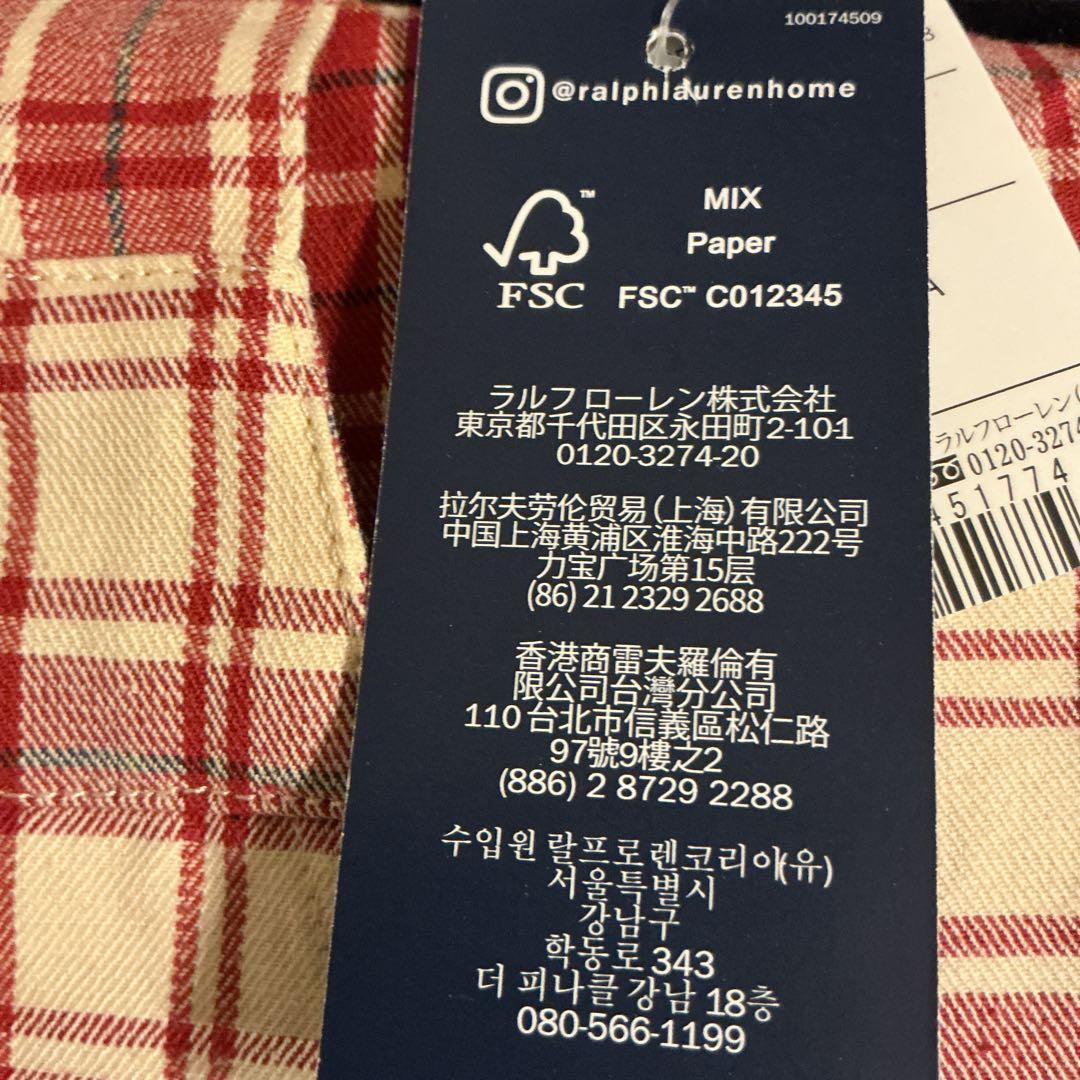 100174509
@ralphlaurenhome
MIX
Paper
FSC™ C012345
™
FSC
ラルフ ローレン株式会社
東京都千代田区永田町2-10-1
0120-3274-20
拉尔夫劳伦贸易(上海)有限公司
中国上海黄浦区淮海中路222号
力宝广场第15层
(86) 21 2329 2688
香港商雷夫羅倫有
限公司台灣分公司
110 台北市信義區松仁路
97號9樓之2
(886) 2 8729 2288
수입원 랄프로렌코리아(유)
서울특별시
강남구
학동로 343
더 피나클 강남 18층
080-566-1199
ラルフローレン(
0120-3274
51774